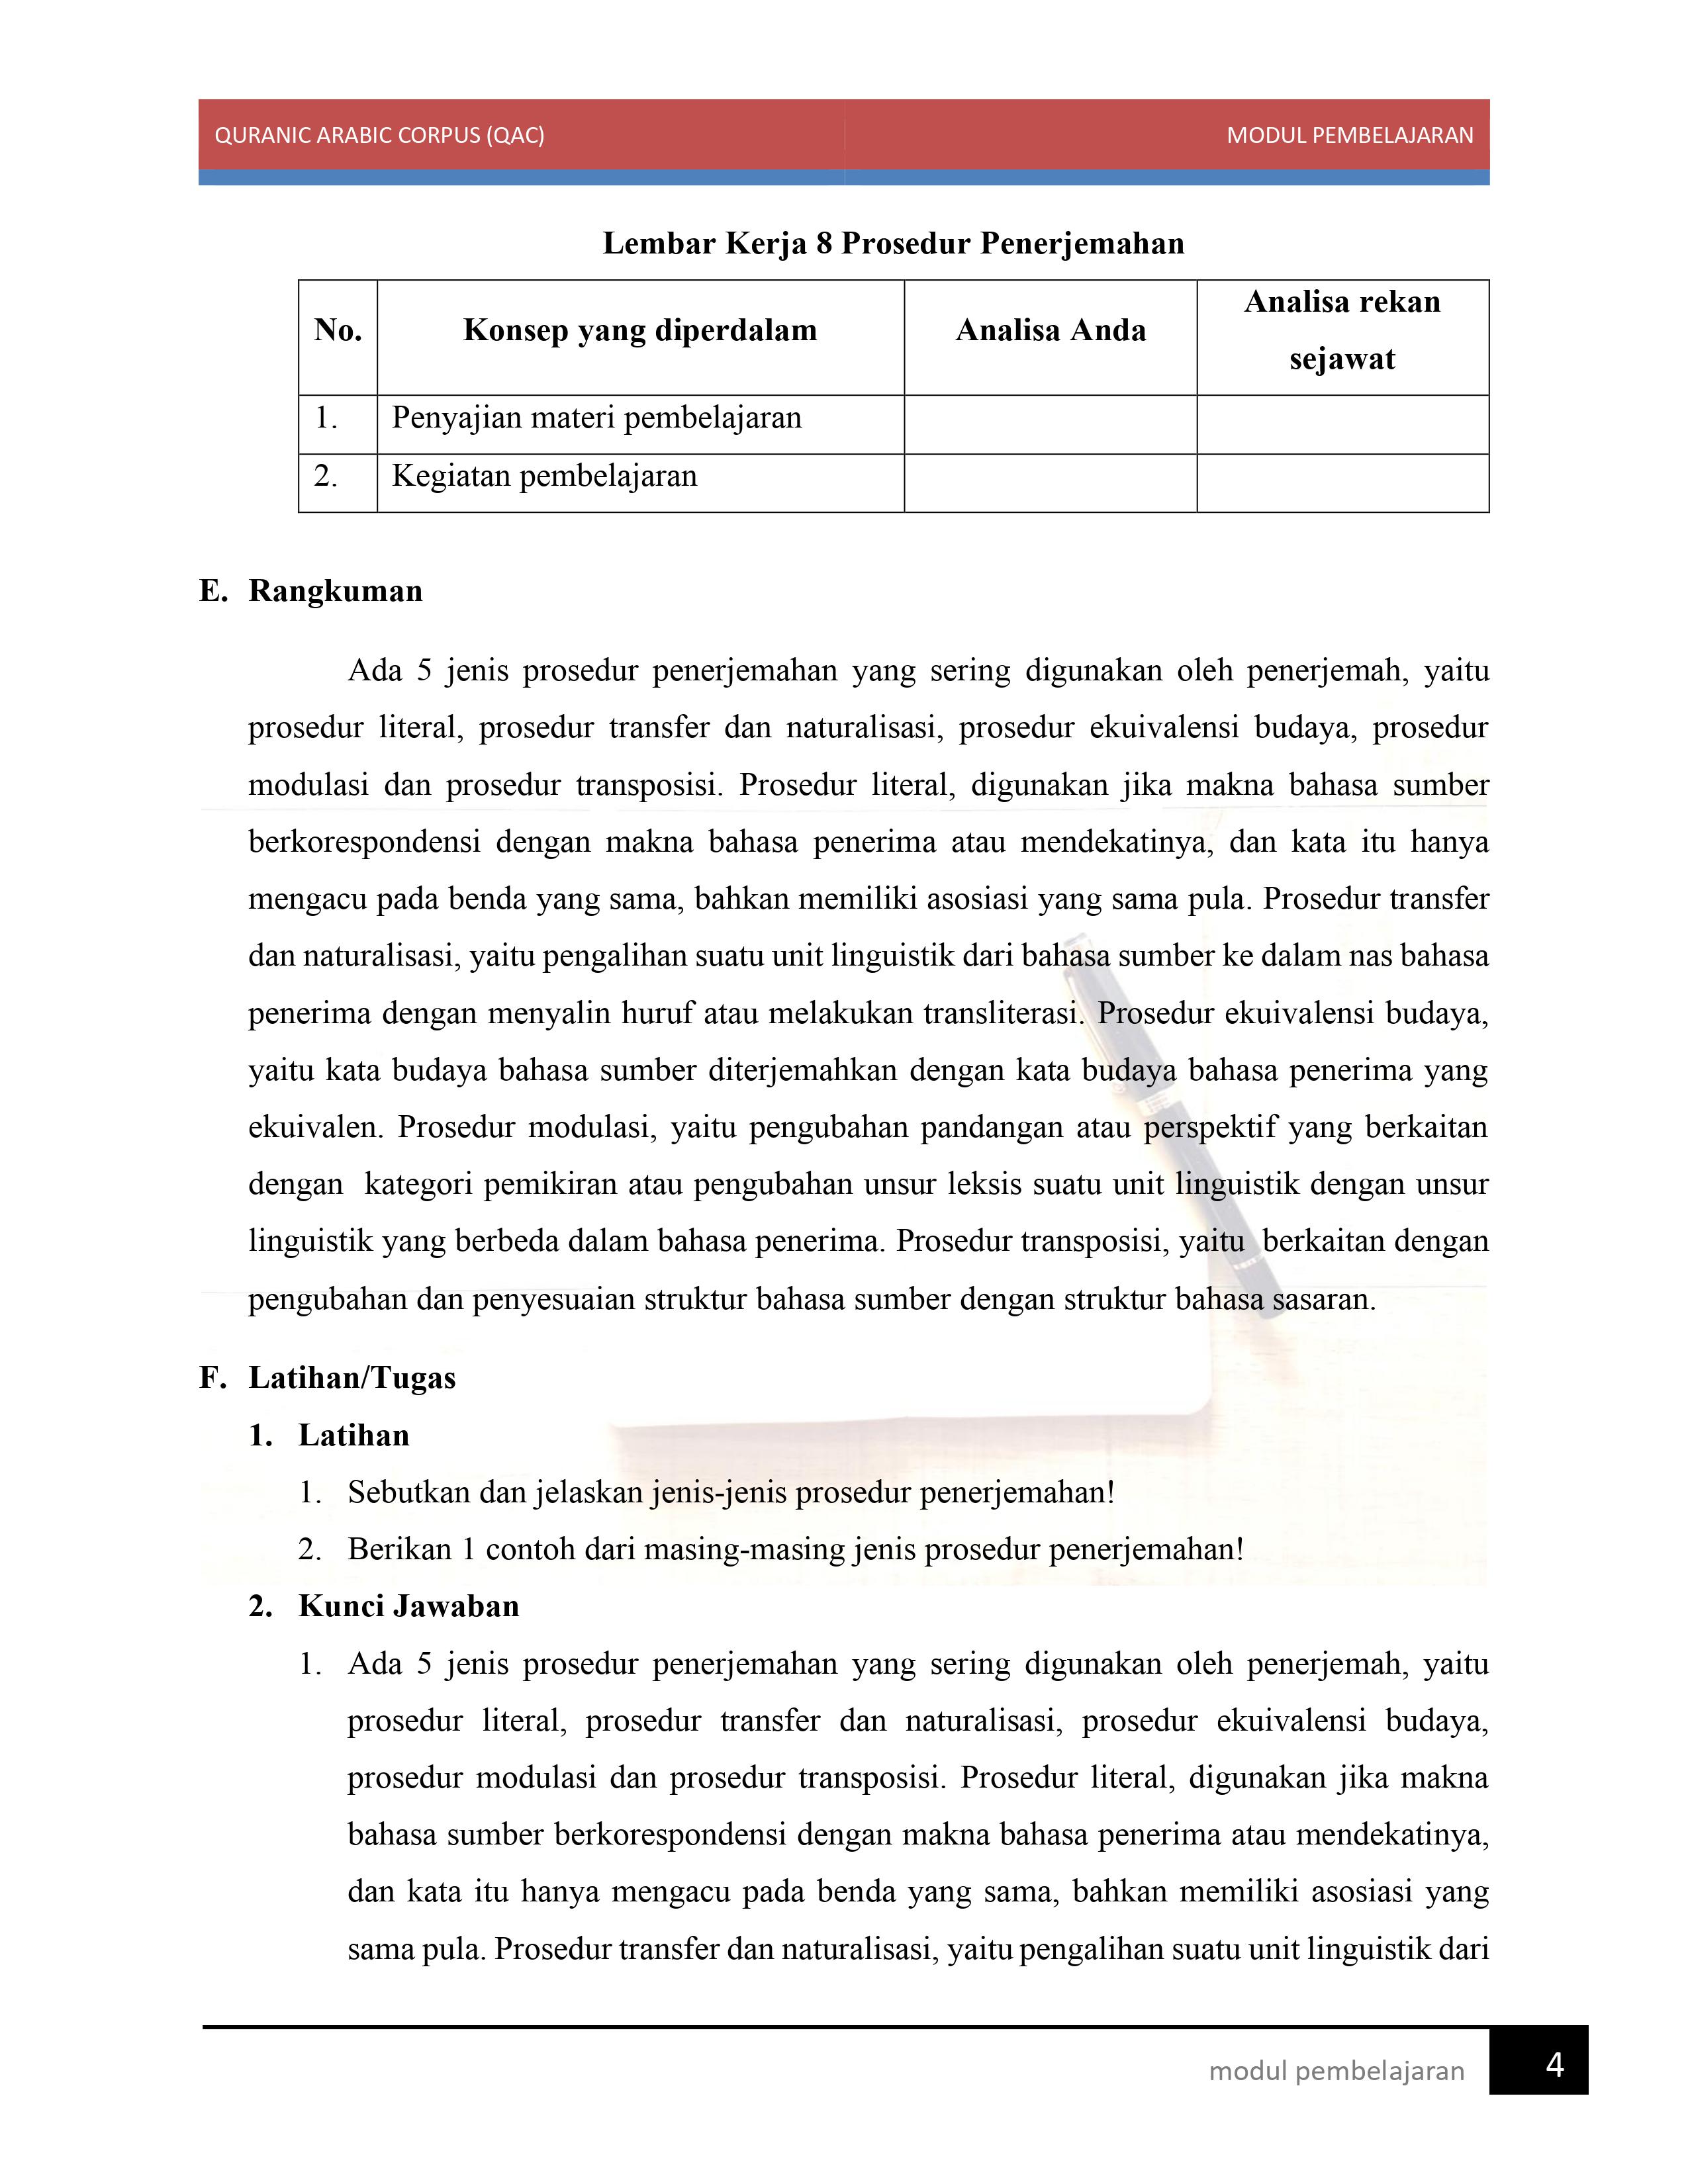 QURANIC ARABIC CORPUS (QAC) MODUL PEMBELAJARAN
Lembar Kerja 8 Prosedur Penerjemahan
No. Konsep yang diperdalam Analisa Anda Analisa rekan sejawat
1. Penyajian materi pembelajaran
2. Kegiatan pembelajaran
E. Rangkuman
Ada 5 jenis prosedur penerjemahan yang sering digunakan oleh penerjemah, yaitu
prosedur literal, prosedur transfer dan naturalisasi, prosedur ekuivalensi budaya, prosedur
modulasi dan prosedur transposisi. Prosedur literal, digunakan jika makna bahasa sumber
berkorespondensi dengan makna bahasa penerima atau mendekatinya, dan kata itu hanya
mengacu pada benda yang sama, bahkan memiliki asosiasi yang sama pula. Prosedur transfer
dan naturalisasi, yaitu pengalihan suatu unit linguistik dari bahasa sumber ke dalam nas bahasa
penerima dengan menyalin huruf atau melakukan transliterasi. Prosedur ekuivalensi budaya,
yaitu kata budaya bahasa sumber diterjemahkan dengan kata budaya bahasa penerima yang
ekuivalen. Prosedur modulasi, yaitu pengubahan pandangan atau perspektif yang berkaitan
dengan kategori pemikiran atau pengubahan unsur leksis suatu unit linguistik dengan unsur
linguistik yang berbeda dalam bahasa penerima. Prosedur transposisi, yaitu berkaitan dengan
pengubahan dan penyesuaian struktur bahasa sumber dengan struktur bahasa sasaran.
F. Latihan/Tugas
1. Latihan
1. Sebutkan dan jelaskan jenis-jenis prosedur penerjemahan!
2. Berikan 1 contoh dari masing-masing jenis prosedur penerjemahan!
2. Kunci Jawaban
1. Ada 5 jenis prosedur penerjemahan yang sering digunakan oleh penerjemah, yaitu
prosedur literal, prosedur transfer dan naturalisasi, prosedur ekuivalensi budaya,
prosedur modulasi dan prosedur transposisi. Prosedur literal, digunakan jika makna
bahasa sumber berkorespondensi dengan makna bahasa penerima atau mendekatinya,
dan kata itu hanya mengacu pada benda yang sama, bahkan memiliki asosiasi yang
sama pula. Prosedur transfer dan naturalisasi, yaitu pengalihan suatu unit linguistik dari
modul pembelajaran 4